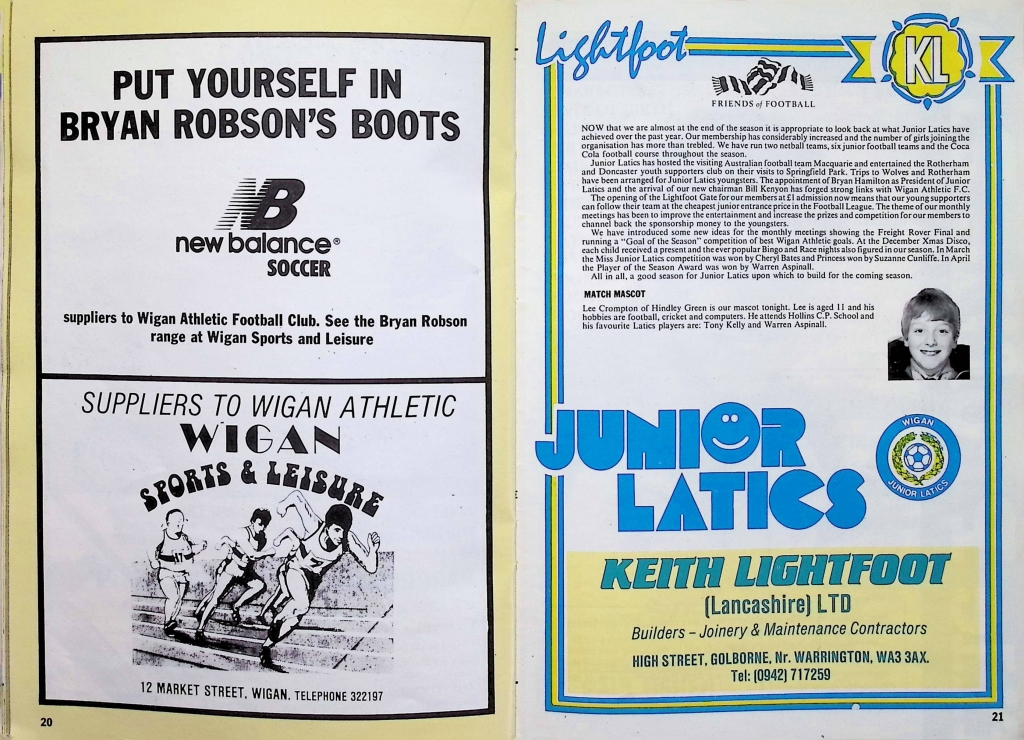 PUT YOURSELF IN
BRYAN ROBSON'S BOOTS
NB
new balance®
SOCCER
suppliers to Wigan Athletic Football Club. See the Bryan Robson
range at Wigan Sports and Leisure
SUPPLIERS TO WIGAN ATHLETIC
WIGAN
SPORTS & LEISURE
12 MARKET STREET, WIGAN. TELEPHONE 322197
20
Lightfoot
KL
FRIENDS of FOOTBALL
NOW that we are almost at the end of the season it is appropriate to look back at what Junior Latics have
achieved over the past year. Our membership has considerably increased and the number of girls joining the
organisation has more than trebled. We have run two netball teams, six junior football teams and the Coca
Cola football course throughout the season.
Junior Latics has hosted the visiting Australian football team Macquarie and entertained the Rotherham
and Doncaster youth supporters club on their visits to Springfield Park. Trips to Wolves and Rotherham
have been arranged for Junior Latics youngsters. The appointment of Bryan Hamilton as President of Junior
Latics and the arrival of our new chairman Bill Kenyon has forged strong links with Wigan Athletic F.C.
The opening of the Lightfoot Gate for our members at £1 admission now means that our young supporters
can follow their team at the cheapest junior entrance price in the Football League. The theme of our monthly
meetings has been to improve the entertainment and increase the prizes and competition for our members to
channel back the sponsorship money to the youngsters.
We have introduced some new ideas for the monthly meetings showing the Freight Rover Final and
running a "Goal of the Season" competition of best Wigan Athletic goals. At the December Xmas Disco,
each child received a present and the ever popular Bingo and Race nights also figured in our season. In March
the Miss Junior Latics competition was won by Cheryl Bates and Princess won by Suzanne Cunliffe. In April
the Player of the Season Award was won by Warren Aspinall.
All in all, a good season for Junior Latics upon which to build for the coming season.
MATCH MASCOT
Lee Crompton of Hindley Green is our mascot tonight. Lee is aged 11 and his
hobbies are football, cricket and computers. He attends Hollins C.P. School and
his favourite Latics players are: Tony Kelly and Warren Aspinall.
JUNIOR
LATICS
WIGAN
JUNIOR LATICS
KEITH LIGHTFOOT
(Lancashire) LTD
Builders – Joinery & Maintenance Contractors
HIGH STREET, GOLBORNE, Nr. WARRINGTON, WA3 3AX.
Tel: (0942) 717259
21